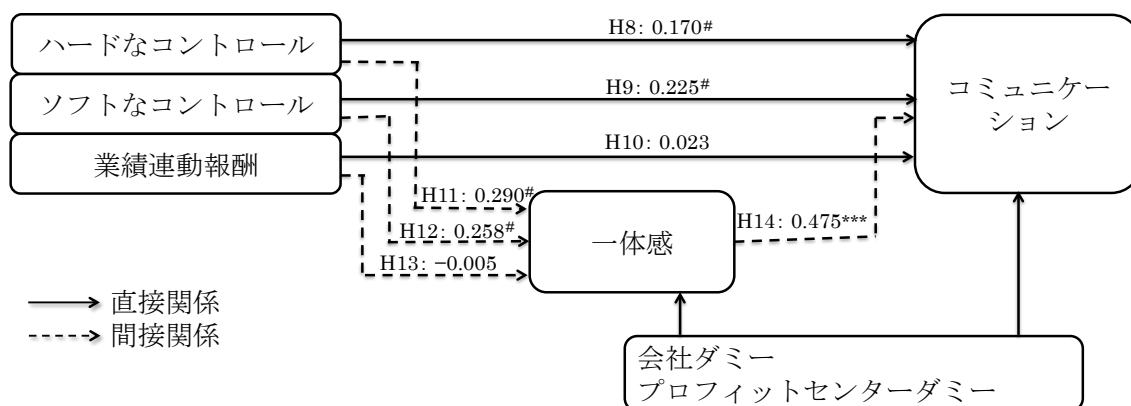 ハードなコントロール
H8: 0.170#
ソフトなコントロール
H9: 0.225#
コミュニケー
ション
業績連動報酬
H10: 0.023
H11: 0.290#
H12: 0.258#
H13: −0.005
一体感
H14: 0.475***
直接関係
間接関係
会社ダミー
プロフィットセンターダミー